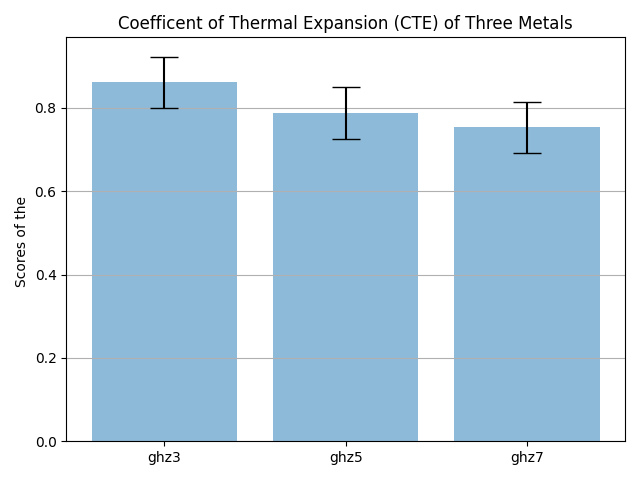 Coefficent of Thermal Expansion (CTE) of Three Metals
Scores of the
0.8
0.6
0.4
0.2
0.0
ghz3 ghz5 ghz7